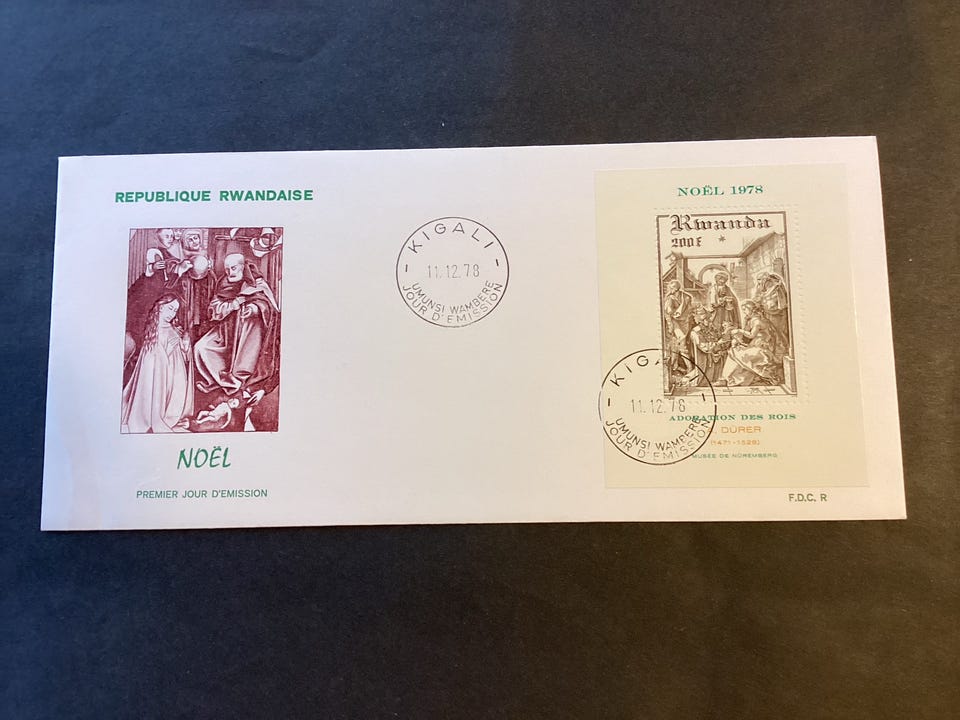 REPUBLIQUE RWANDAISE
NOËL
PREMIER JOUR D'EMISSION
- KIGALI -
11.12.78
UMUNSI WAMBERE
JOUR D'EMISSION
NOËL 1978
Rwanda
200F
ADORATION DES ROIS
DÜRER
(1471-1528)
MUSÉE DE NUREMBERG
- KIGALI -
11.12.78
UMUNSI WAMBERE
JOUR D'EMISSION
F.D.C. R